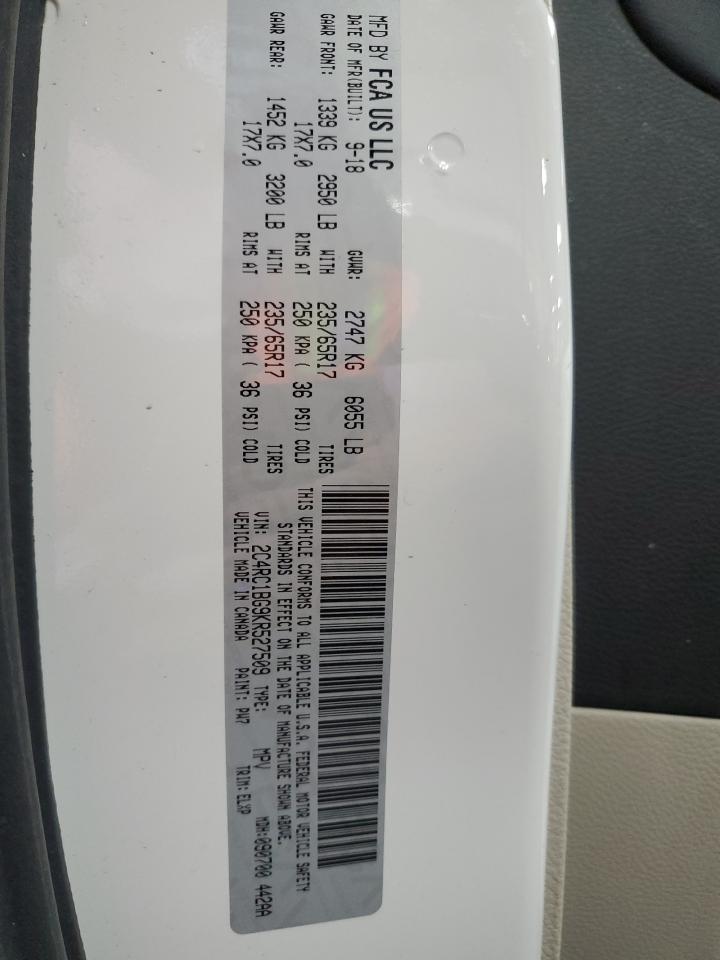 MFD BY FCA US LLC
DATE OF MFR(BUILT): 9-18 GVWR: 2747 KG 6055 LB
GAWR FRONT: 1339 KG 2950 LB WITH 235/65R17 TIRES
17X7.0 RIMS AT 250 KPA ( 36 PSI) COLD
GAWR REAR: 1452 KG 3200 LB WITH 235/65R17 TIRES
17X7.0 RIMS AT 250 KPA ( 36 PSI) COLD
THIS VEHICLE CONFORMS TO ALL APPLICABLE U.S.A. FEDERAL MOTOR VEHICLE SAFETY
STANDARDS IN EFFECT ON THE DATE OF MANUFACTURE SHOWN ABOVE.
VIN: 2C4RC1BG9KR527509 TYPE: MPV MDH:090700 442AA
VEHICLE MADE IN CANADA PAINT: PW7 TRIM: ELXP